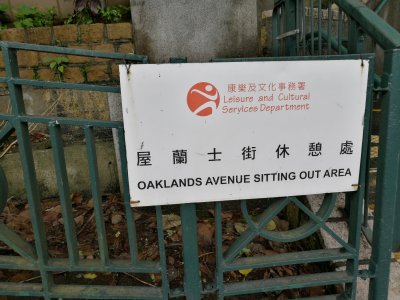 康樂及文化事務署
Leisure and Cultural
Services Department
屋蘭士街休憩處
OAKLANDS AVENUE SITTING OUT AREA